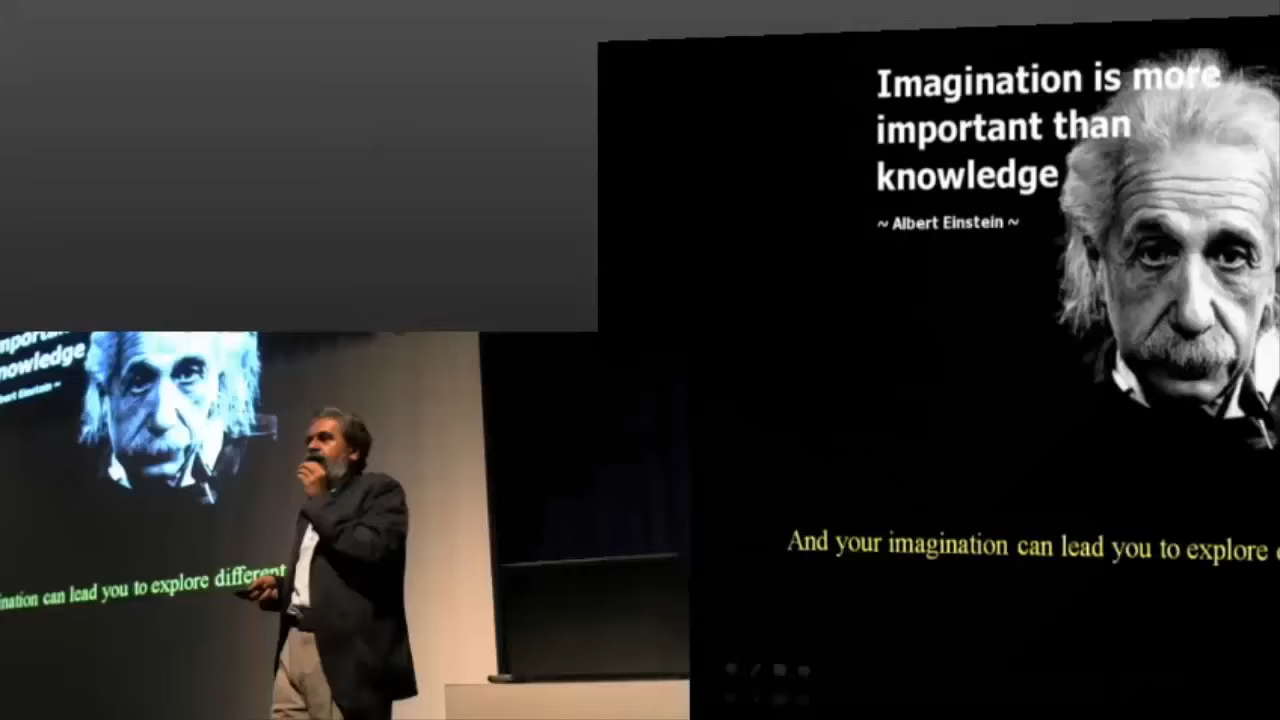 Imagination is more
important than
knowledge
~ Albert Einstein ~
And your imagination can lead you to explore
knowledge
Einstein ~
can lead you to explore different